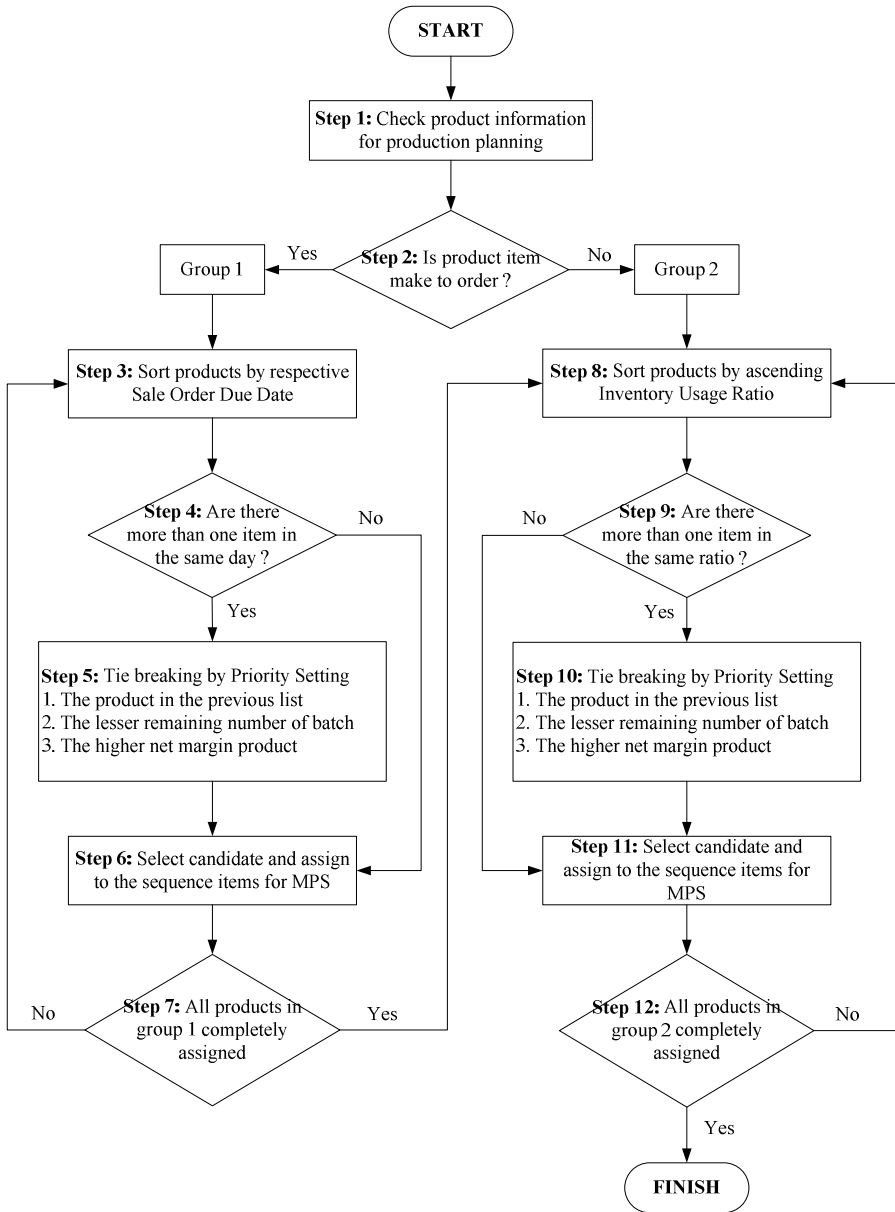 START
Step 1: Check product information
for production planning
Step 2: Is product item
make to order ?
Yes
No
Group 1
Group 2
Step 3: Sort products by respective
Sale Order Due Date
Step 8: Sort products by ascending
Inventory Usage Ratio
Step 4: Are there
more than one item in
the same day ?
No
Yes
Step 9: Are there
more than one item in
the same ratio ?
No
Yes
Step 5: Tie breaking by Priority Setting
1. The product in the previous list
2. The lesser remaining number of batch
3. The higher net margin product
Step 10: Tie breaking by Priority Setting
1. The product in the previous list
2. The lesser remaining number of batch
3. The higher net margin product
Step 6: Select candidate and assign
to the sequence items for MPS
Step 11: Select candidate and
assign to the sequence items for
MPS
Step 7: All products in
group 1 completely
assigned
No
Yes
Step 12: All products in
group 2 completely
assigned
No
Yes
FINISH